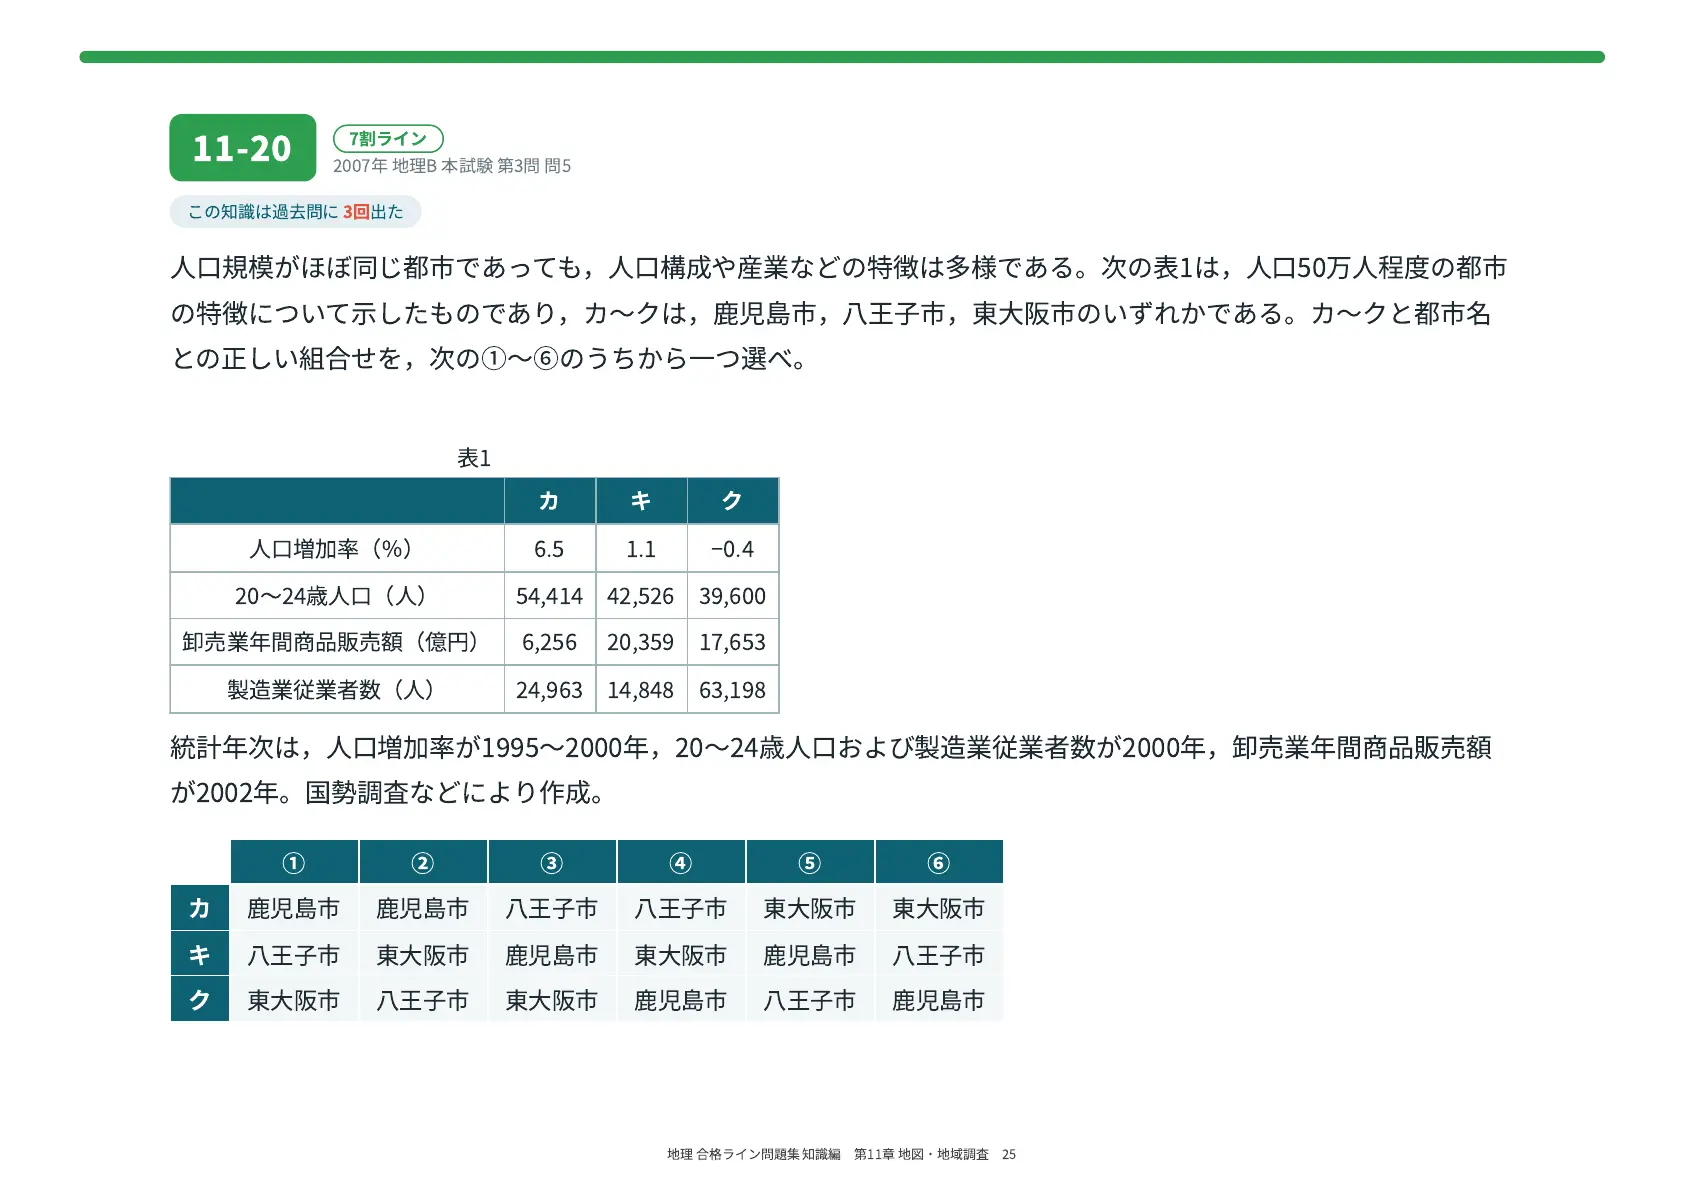 11-20
7割ライン
2007年 地理B 本試験 第3問 問5
この知識は過去問に 3回出た
人口規模がほぼ同じ都市であっても，人口構成や産業などの特徴は多様である。次の表1は，人口50万人程度の都市
の特徴について示したものであり，カ～クは，鹿児島市，八王子市，東大阪市のいずれかである。カ～クと都市名
との正しい組合せを，次の①～⑥のうちから一つ選べ。
表1
カ キ ク
人口増加率（%） 6.5 1.1 −0.4
20～24歳人口（人） 54,414 42,526 39,600
卸売業年間商品販売額（億円） 6,256 20,359 17,653
製造業従業者数（人） 24,963 14,848 63,198
統計年次は，人口増加率が1995～2000年，20～24歳人口および製造業従業者数が2000年，卸売業年間商品販売額
が2002年。国勢調査などにより作成。
① ② ③ ④ ⑤ ⑥
カ 鹿児島市 鹿児島市 八王子市 八王子市 東大阪市 東大阪市
キ 八王子市 東大阪市 鹿児島市 東大阪市 鹿児島市 八王子市
ク 東大阪市 八王子市 東大阪市 鹿児島市 八王子市 鹿児島市
地理 合格ライン問題集 知識編 第11章 地図・地域調査 25